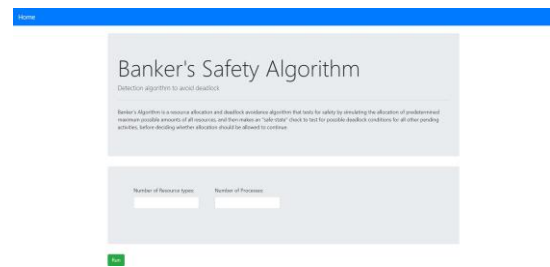 Home
Banker's Safety Algorithm
Detection algorithm to avoid deadlock
Banker's Algorithm is a resource allocation and deadlock avoidance algorithm that tests for safety by simulating the allocation of predetermined
maximum possible amounts of all resources, and then makes an "safe-state" check to test for possible deadlock conditions for all other pending
activities, before deciding whether allocation should be allowed to continue
Number of Resource types: Number of Processes:
Run